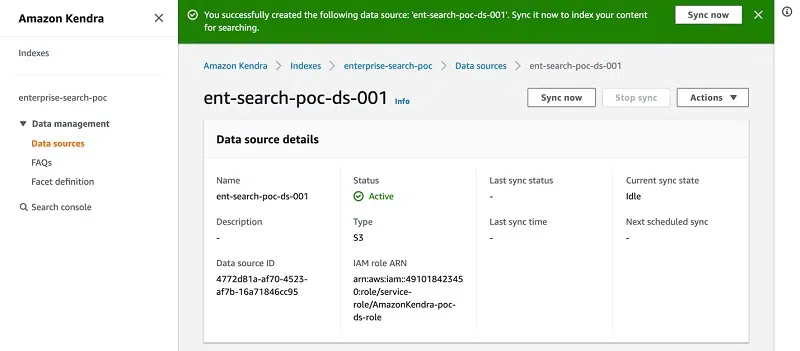 Amazon Kendra
Indexes
enterprise-search-poc
Data management
Data sources
FAQs
Facet definition
Search console
You successfully created the following data source: 'ent-search-poc-ds-001'. Sync it now to index your content
for searching.
Sync now
Amazon Kendra > Indexes > enterprise-search-poc > Data sources > ent-search-poc-ds-001
ent-search-poc-ds-001 Info
Sync now Stop sync Actions
Data source details
Name
ent-search-poc-ds-001
Description
-
Data source ID
4772d81a-af70-4523-
af7b-16a71846cc95
Status
Active
Type
S3
IAM role ARN
arn:aws:iam::49101842345
0:role/service-
role/AmazonKendra-poc-
ds-role
Last sync status
-
Last sync time
-
Current sync state
Idle
Next scheduled sync
-